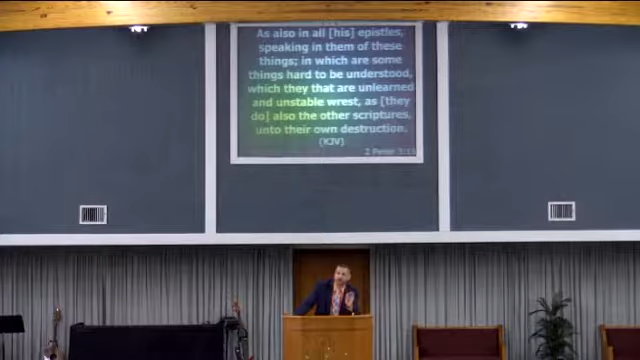 As also in all [his] epistles,
speaking in them of these
things; in which are some
things hard to be understood,
which they that are unlearned
and unstable wrest, as [they
do] also the other scriptures,
unto their own destruction.
(KJV)
2 Peter 3:16